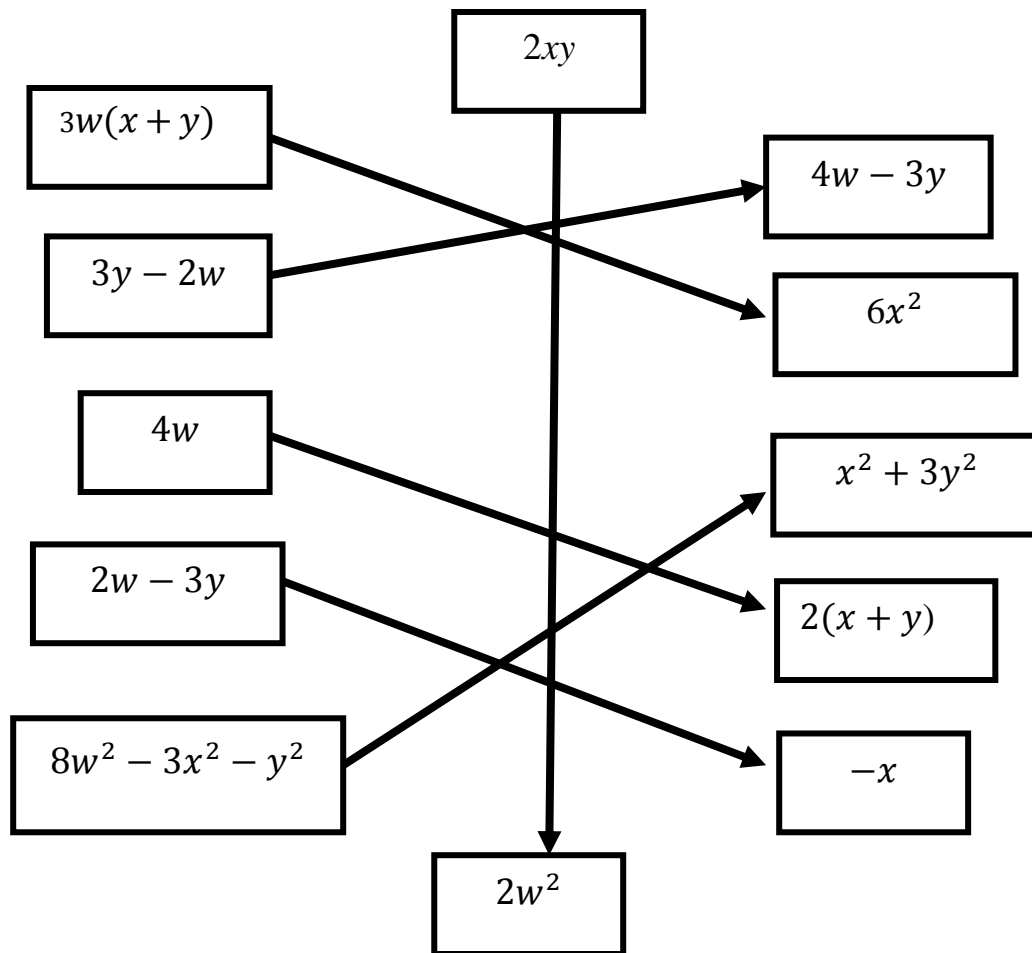 2xy
3w(x + y)
4w − 3y
3y − 2w
6x²
4w
x² + 3y²
2w − 3y
2(x + y)
8w² − 3x² − y²
−x
2w²